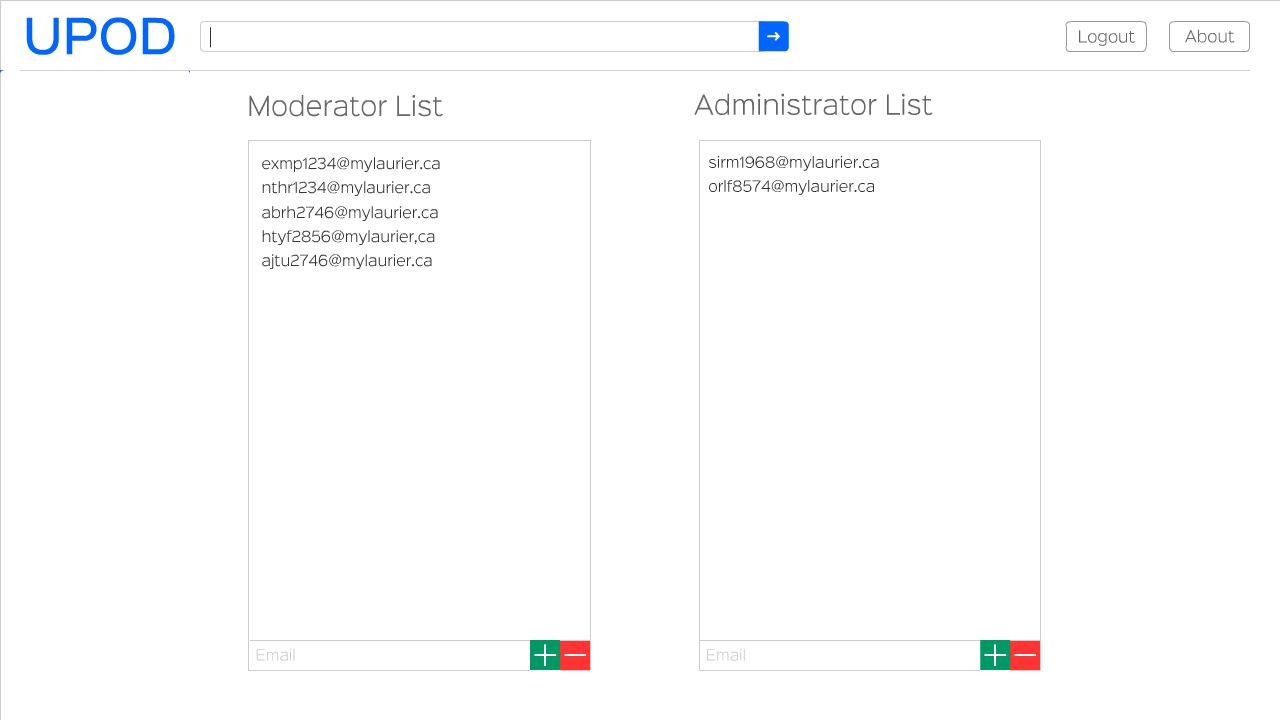 UPOD
→
Logout
About
Moderator List
exmp1234@mylaurier.ca
nthr1234@mylaurier.ca
abrh2746@mylaurier.ca
htyf2856@mylaurier,ca
ajtu2746@mylaurier.ca
Email
+ −
Administrator List
sirm1968@mylaurier.ca
orlf8574@mylaurier.ca
Email
+ −